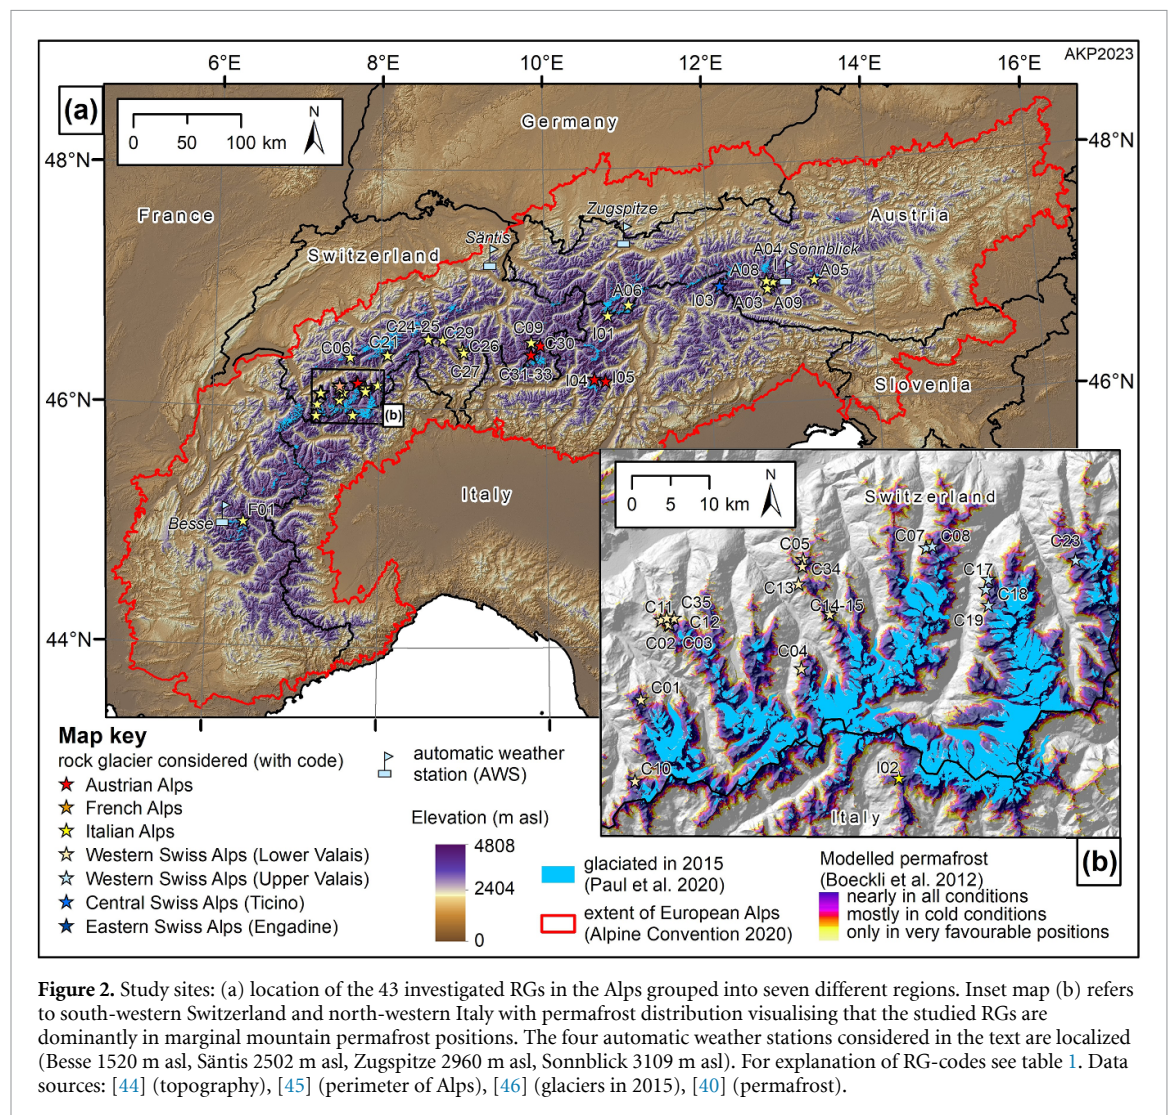 AKP2023
6°E 8°E 10°E 12°E 14°E 16°E
(a)
N
0 50 100 km
Germany
48°N
48°N
France
Zugspitze
Austria
Säntis
Switzerland
A04 Sonnblick
A08
A05
A06
I03
A03 A09
C24-25
C29
C09
I01
C06
C21
C26
C30
C27
C31-33
I04
I05
46°N
46°N
Slovenia
(b)
Italy
Besse
F01
44°N
N
0 5 10 km
Switzerland
C07
C08
C05
C23
C34
C13
C17
C18
C14-15
C19
C11
C35
C12
C02
C03
C04
C01
C10
I02
Italy
(b)
Map key
rock glacier considered (with code)
Austrian Alps
French Alps
Italian Alps
Western Swiss Alps (Lower Valais)
Western Swiss Alps (Upper Valais)
Central Swiss Alps (Ticino)
Eastern Swiss Alps (Engadine)
automatic weather
station (AWS)
Elevation (m asl)
4808
2404
0
glaciated in 2015
(Paul et al. 2020)
extent of European Alps
(Alpine Convention 2020)
Modelled permafrost
(Boeckli et al. 2012)
nearly in all conditions
mostly in cold conditions
only in very favourable positions
Figure 2. Study sites: (a) location of the 43 investigated RGs in the Alps grouped into seven different regions. Inset map (b) refers
to south-western Switzerland and north-western Italy with permafrost distribution visualising that the studied RGs are
dominantly in marginal mountain permafrost positions. The four automatic weather stations considered in the text are localized
(Besse 1520 m asl, Säntis 2502 m asl, Zugspitze 2960 m asl, Sonnblick 3109 m asl). For explanation of RG-codes see table 1. Data
sources: [44] (topography), [45] (perimeter of Alps), [46] (glaciers in 2015), [40] (permafrost).